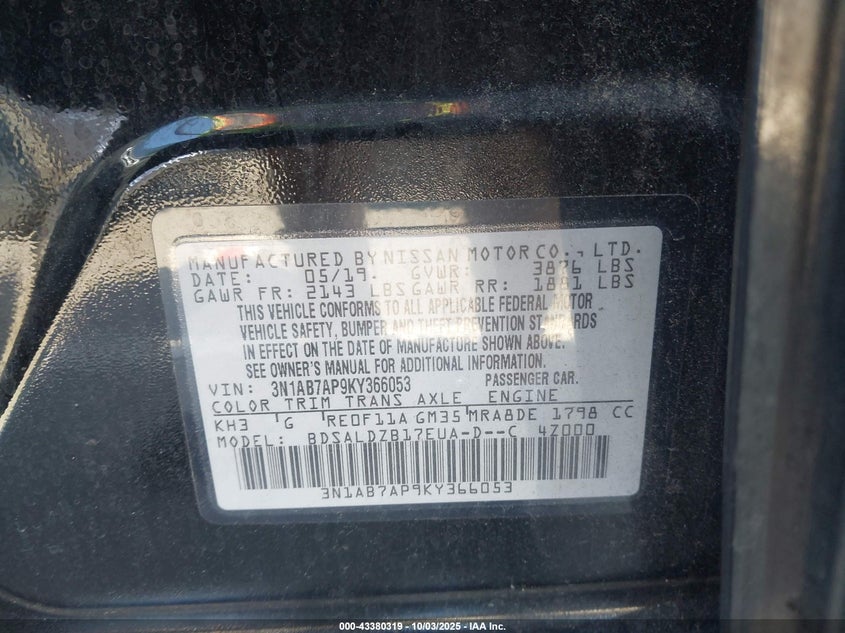 MANUFACTURED BY NISSAN MOTOR CO., LTD.
DATE: 05/19 GVWR: 3876 LBS
GAWR FR: 2143 LBS GAWR RR: 1881 LBS
THIS VEHICLE CONFORMS TO ALL APPLICABLE FEDERAL MOTOR
VEHICLE SAFETY, BUMPER AND THEFT PREVENTION STANDARDS
IN EFFECT ON THE DATE OF MANUFACTURE SHOWN ABOVE.
SEE OWNER'S MANUAL FOR ADDITIONAL INFORMATION.
VIN: 3N1AB7AP9KY366053 PASSENGER CAR.
COLOR TRIM TRANS AXLE ENGINE
KH3 G RE0F11A GM35 MRA8DE 1798 CC
MODEL: BDSALDZB17EUA-D--C 4Z000
3N1AB7AP9KY366053
000-43380319 - 10/03/2025 - IAA Inc.